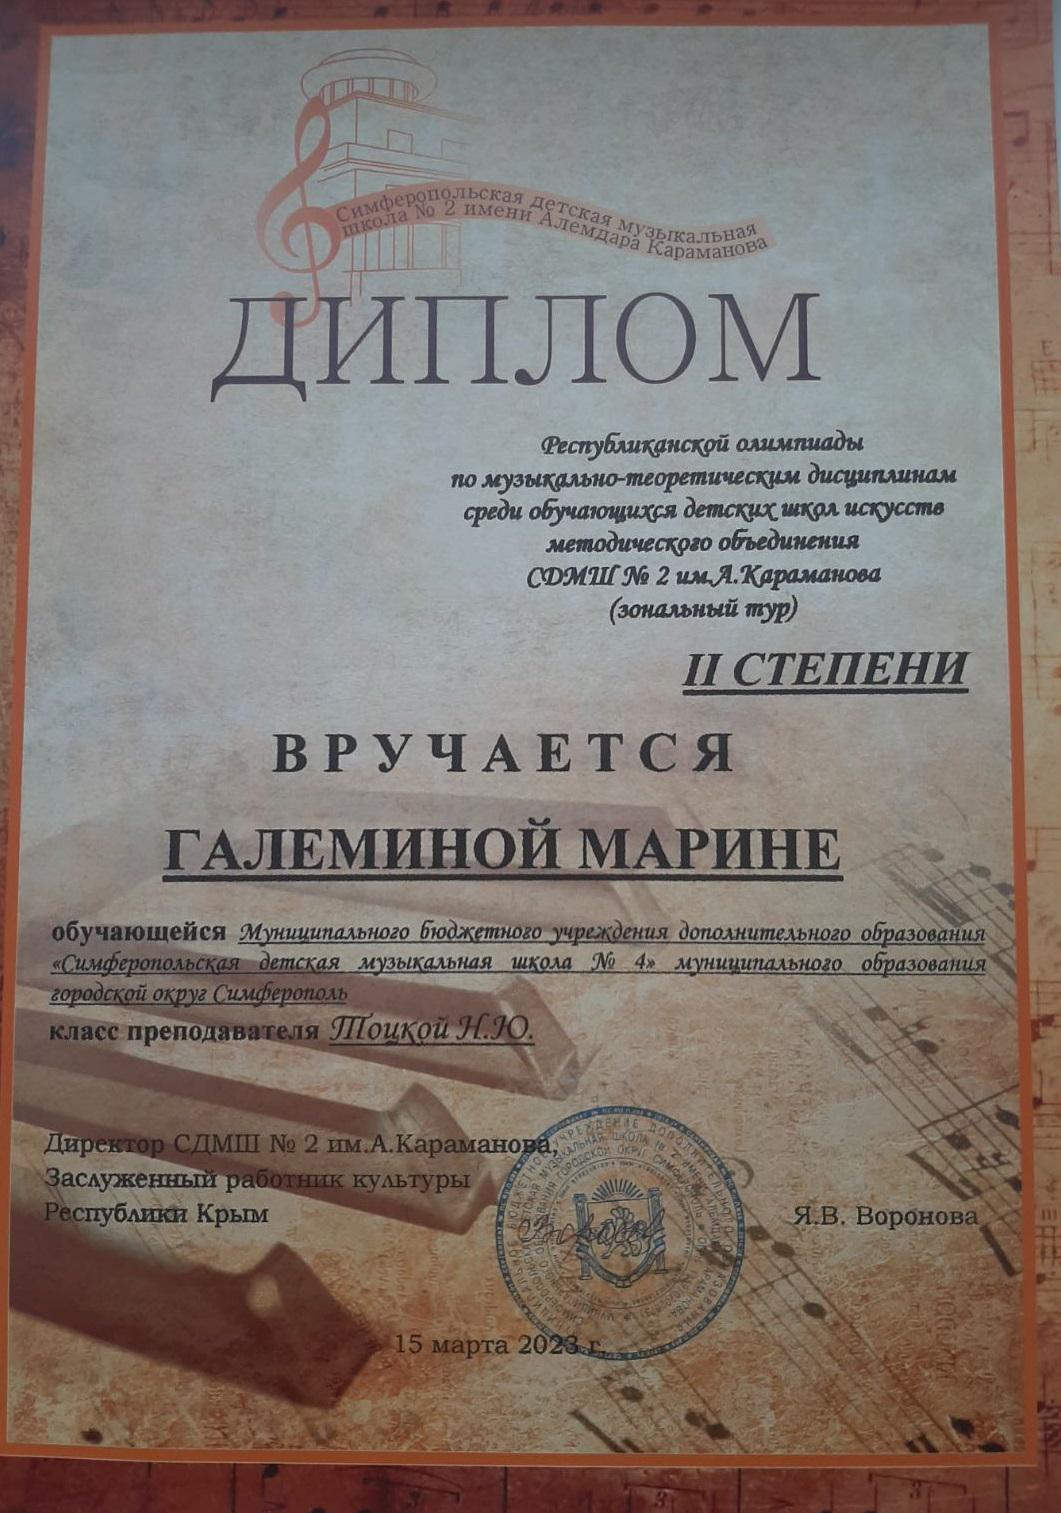 Симферопольская детская музыкальная
школа № 2 имени Алемдара Караманова
ДИПЛОМ
Республиканской олимпиады
по музыкально-теоретическим дисциплинам
среди обучающихся детских школ искусств
методического объединения
СДМШ № 2 им.А.Караманова
(зональный тур)
II СТЕПЕНИ
ВРУЧАЕТСЯ
ГАЛЕМИНОЙ МАРИНЕ
обучающейся Муниципального бюджетного учреждения дополнительного образования
«Симферопольская детская музыкальная школа № 4» муниципального образования
городской округ Симферополь
класс преподавателя Тоцкой Н.Ю.
Директор СДМШ № 2 им.А.Караманова,
Заслуженный работник культуры
Республики Крым
Я.В. Воронова
15 марта 2023 г.